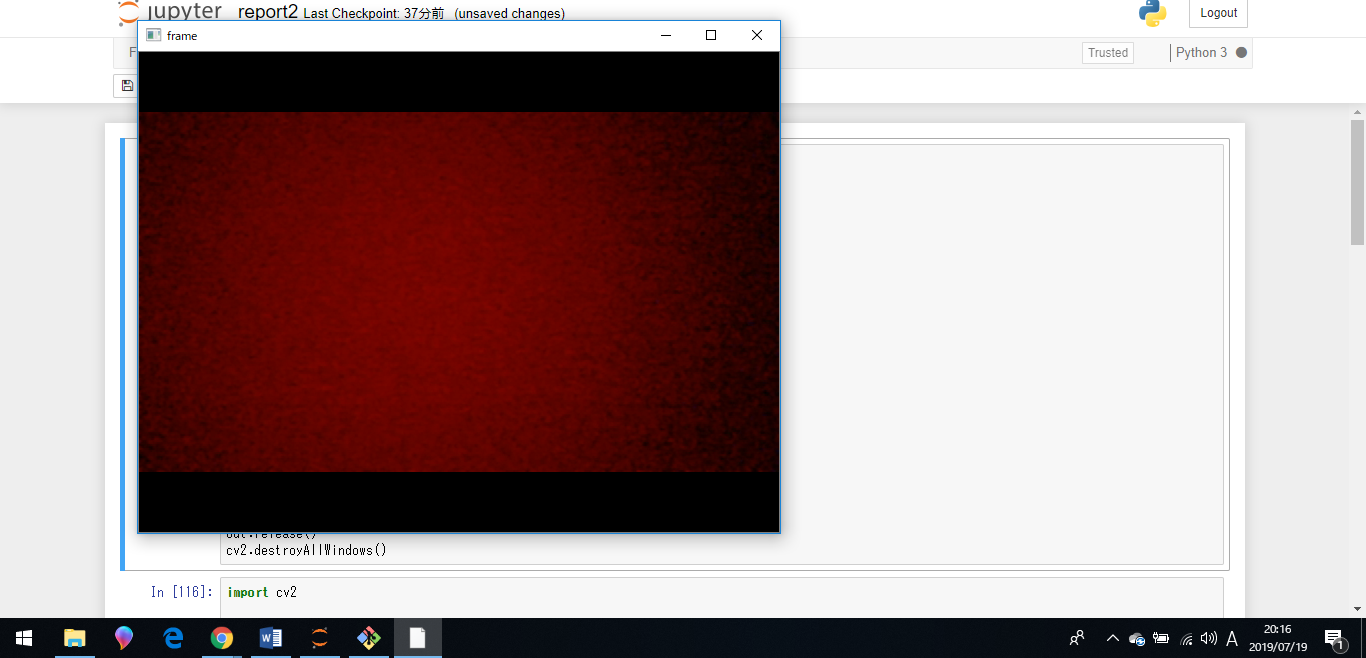 jupyter report2 Last Checkpoint: 37分前 (unsaved changes)
Logout
frame
F
Trusted
Python 3
out.release()
cv2.destroyAllWindows()
In [116]: import cv2
A
20:16
2019/07/19
1